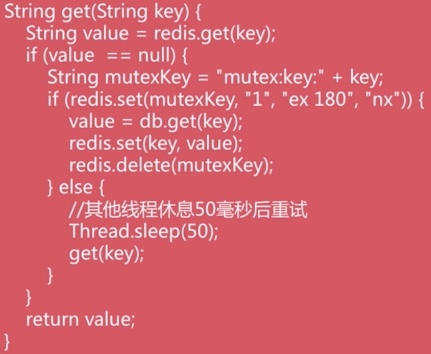 String get(String key) {
String value = redis.get(key);
if (value == null) {
String mutexKey = "mutex:key:" + key;
if (redis.set(mutexKey, "1", "ex 180", "nx")) {
value = db.get(key);
redis.set(key, value);
redis.delete(mutexKey);
} else {
//其他线程休息50毫秒后重试
Thread.sleep(50);
get(key);
}
}
return value;
}